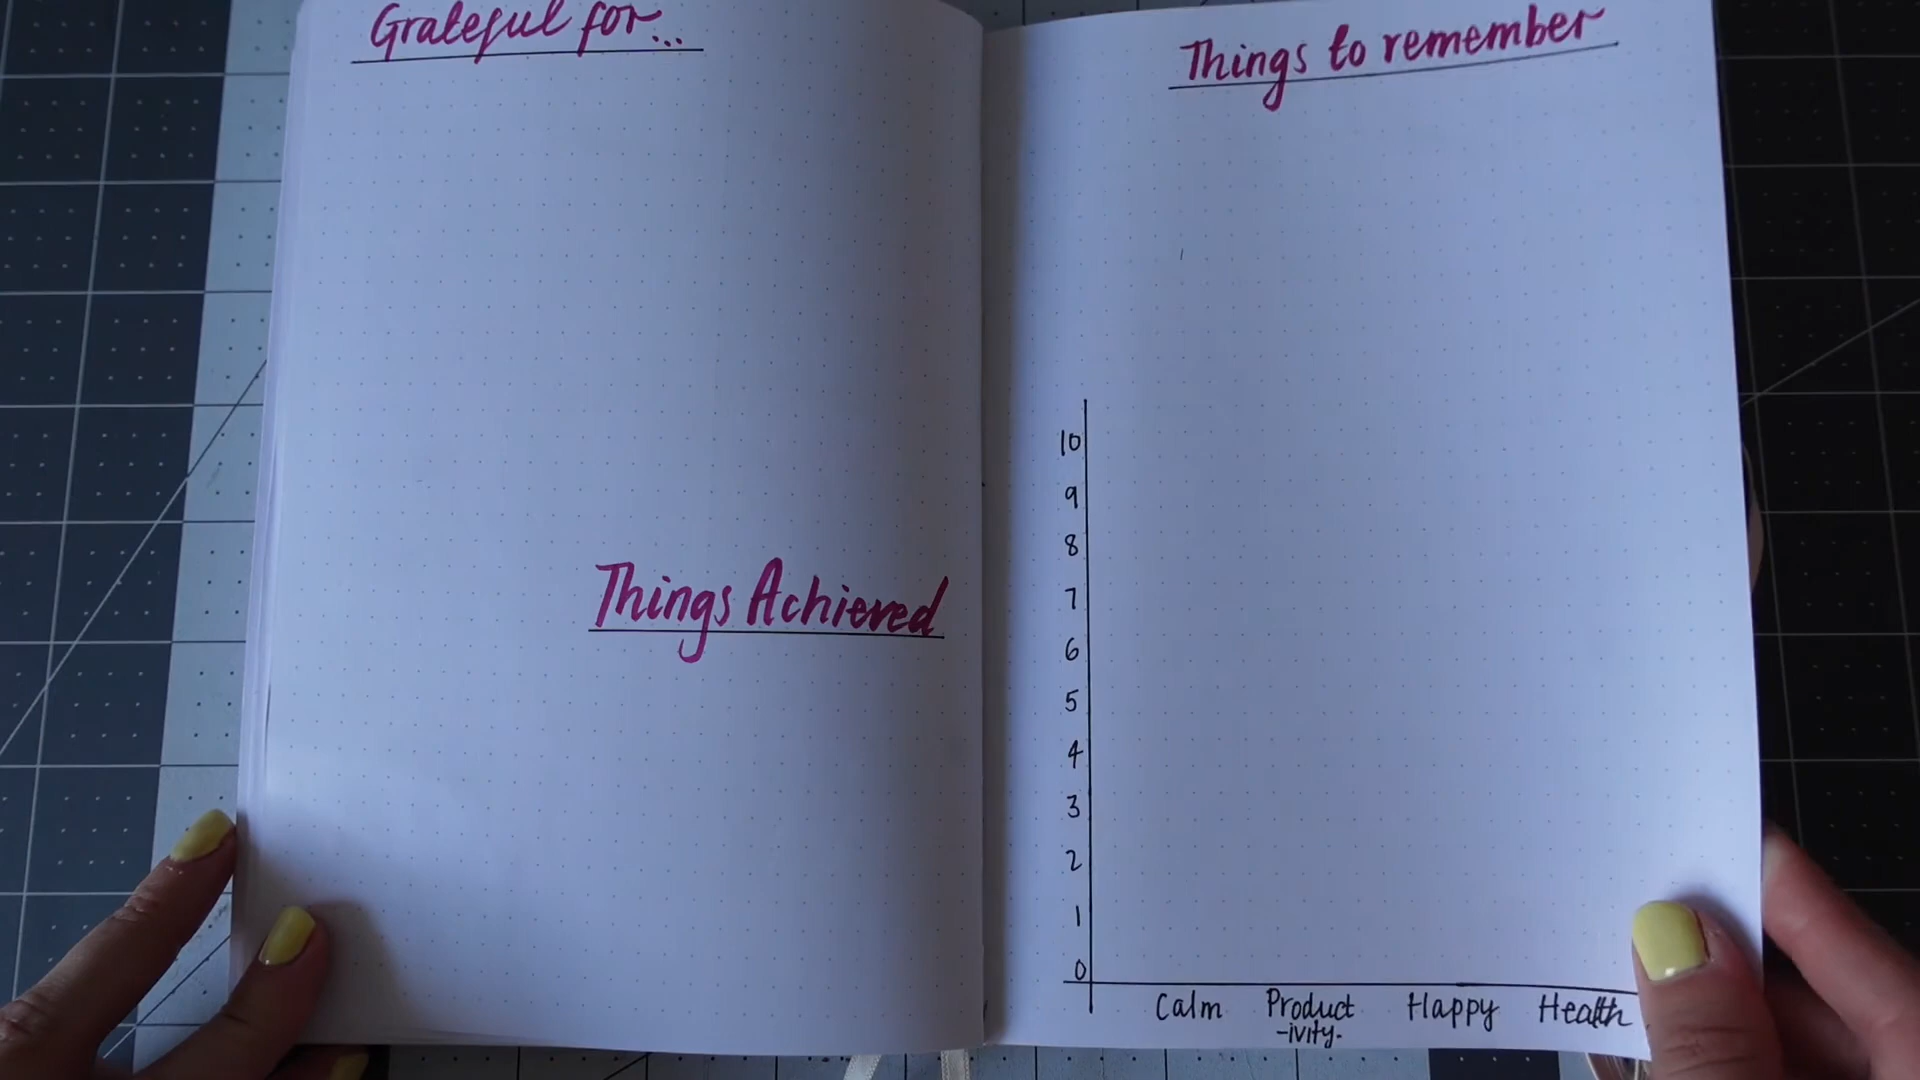 Grateful for...
Things Achieved
Things to remember
10
9
8
7
6
5
4
3
2
1
0
Calm Product Happy Health
-ivity-